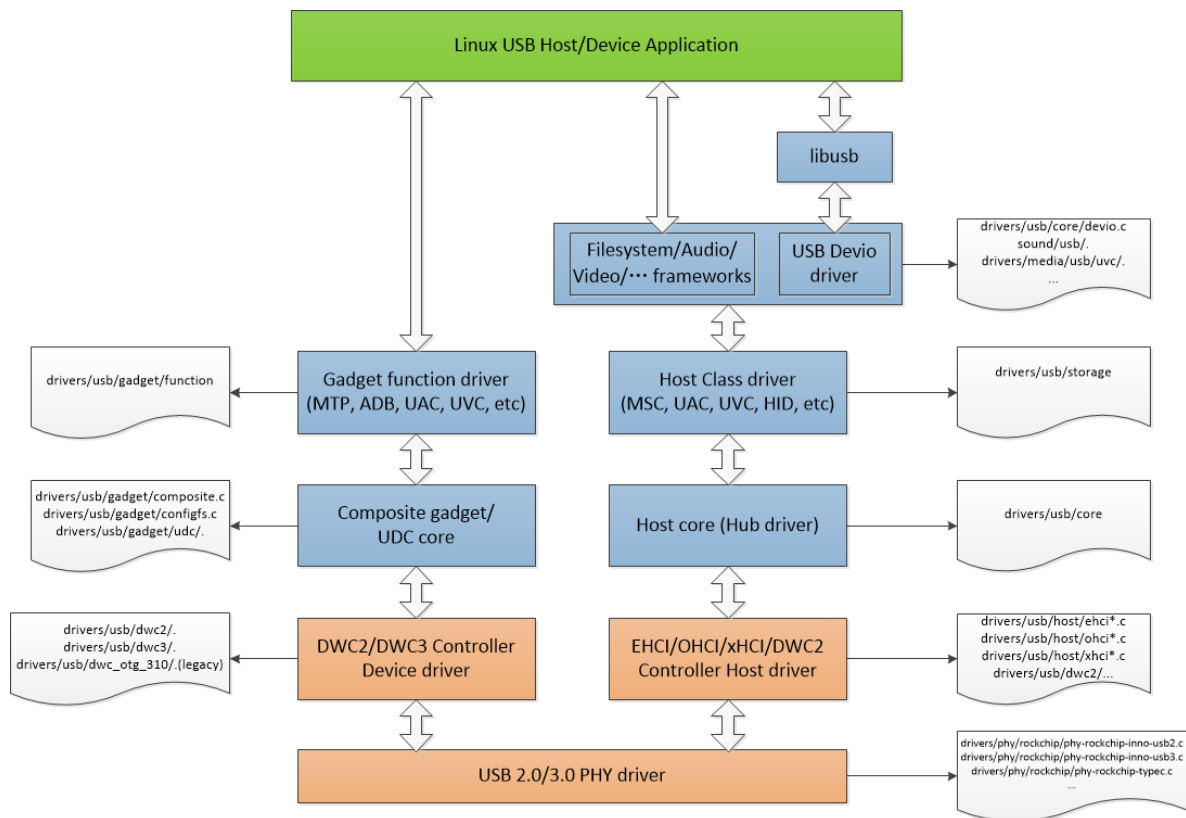 Linux USB Host/Device Application
libusb
Filesystem/Audio/
Video/··· frameworks
USB Devio
driver
drivers/usb/core/devio.c
sound/usb/.
drivers/media/usb/uvc/.
...
drivers/usb/gadget/function
Gadget function driver
(MTP, ADB, UAC, UVC, etc)
Host Class driver
(MSC, UAC, UVC, HID, etc)
drivers/usb/storage
drivers/usb/gadget/composite.c
drivers/usb/gadget/configfs.c
drivers/usb/gadget/udc/.
Composite gadget/
UDC core
Host core (Hub driver)
drivers/usb/core
drivers/usb/dwc2/.
drivers/usb/dwc3/.
drivers/usb/dwc_otg_310/.(legacy)
DWC2/DWC3 Controller
Device driver
EHCI/OHCI/xHCI/DWC2
Controller Host driver
drivers/usb/host/ehci*.c
drivers/usb/host/ohci*.c
drivers/usb/host/xhci*.c
drivers/usb/dwc2/...
USB 2.0/3.0 PHY driver
drivers/phy/rockchip/phy-rockchip-inno-usb2.c
drivers/phy/rockchip/phy-rockchip-inno-usb3.c
drivers/phy/rockchip/phy-rockchip-typec.c
...